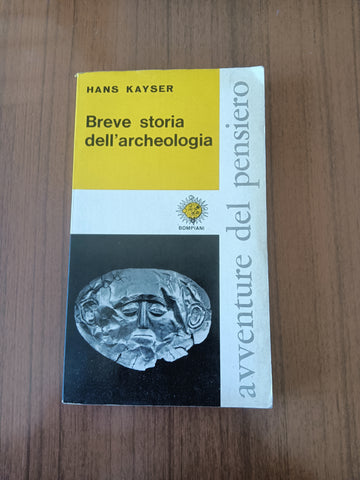 HANS KAYSER
Breve storia
dell'archeologia
BOMPIANI
avventure del pensiero